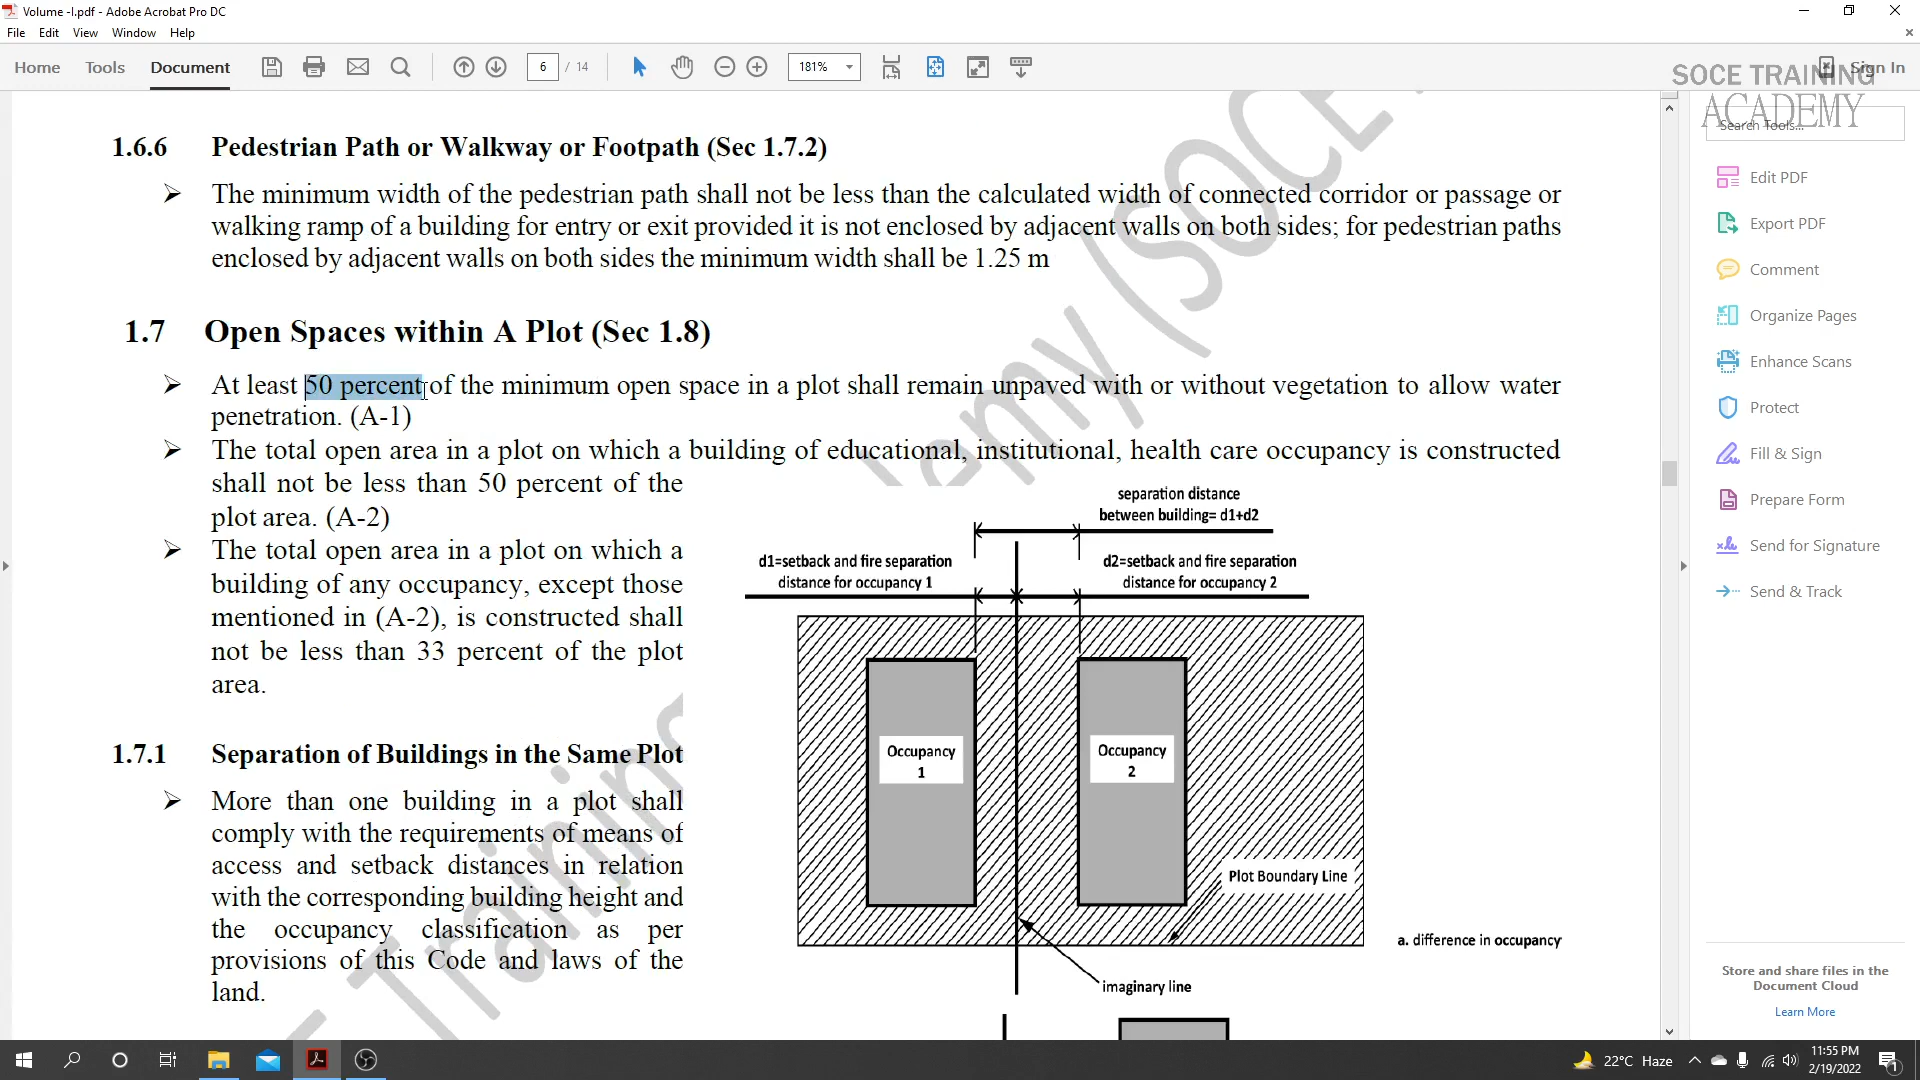 Volume -I.pdf - Adobe Acrobat Pro DC
File Edit View Window Help
Home Tools Document 6 / 14 181% Sign In
SOCE TRAINING
ACADEMY
Search Tools...
1.6.6 Pedestrian Path or Walkway or Footpath (Sec 1.7.2)
➢ The minimum width of the pedestrian path shall not be less than the calculated width of connected corridor or passage or
walking ramp of a building for entry or exit provided it is not enclosed by adjacent walls on both sides; for pedestrian paths
enclosed by adjacent walls on both sides the minimum width shall be 1.25 m
1.7 Open Spaces within A Plot (Sec 1.8)
➢ At least 50 percent of the minimum open space in a plot shall remain unpaved with or without vegetation to allow water
penetration. (A-1)
➢ The total open area in a plot on which a building of educational, institutional, health care occupancy is constructed
shall not be less than 50 percent of the
plot area. (A-2)
➢ The total open area in a plot on which a
building of any occupancy, except those
mentioned in (A-2), is constructed shall
not be less than 33 percent of the plot
area.
1.7.1 Separation of Buildings in the Same Plot
➢ More than one building in a plot shall
comply with the requirements of means of
access and setback distances in relation
with the corresponding building height and
the occupancy classification as per
provisions of this Code and laws of the
land.
separation distance
between building= d1+d2
d1=setback and fire separation
distance for occupancy 1
d2=setback and fire separation
distance for occupancy 2
Occupancy
1
Occupancy
2
Plot Boundary Line
a. difference in occupancy
imaginary line
Edit PDF
Export PDF
Comment
Organize Pages
Enhance Scans
Protect
Fill & Sign
Prepare Form
Send for Signature
Send & Track
Store and share files in the
Document Cloud
Learn More
22°C Haze
11:55 PM
2/19/2022
1